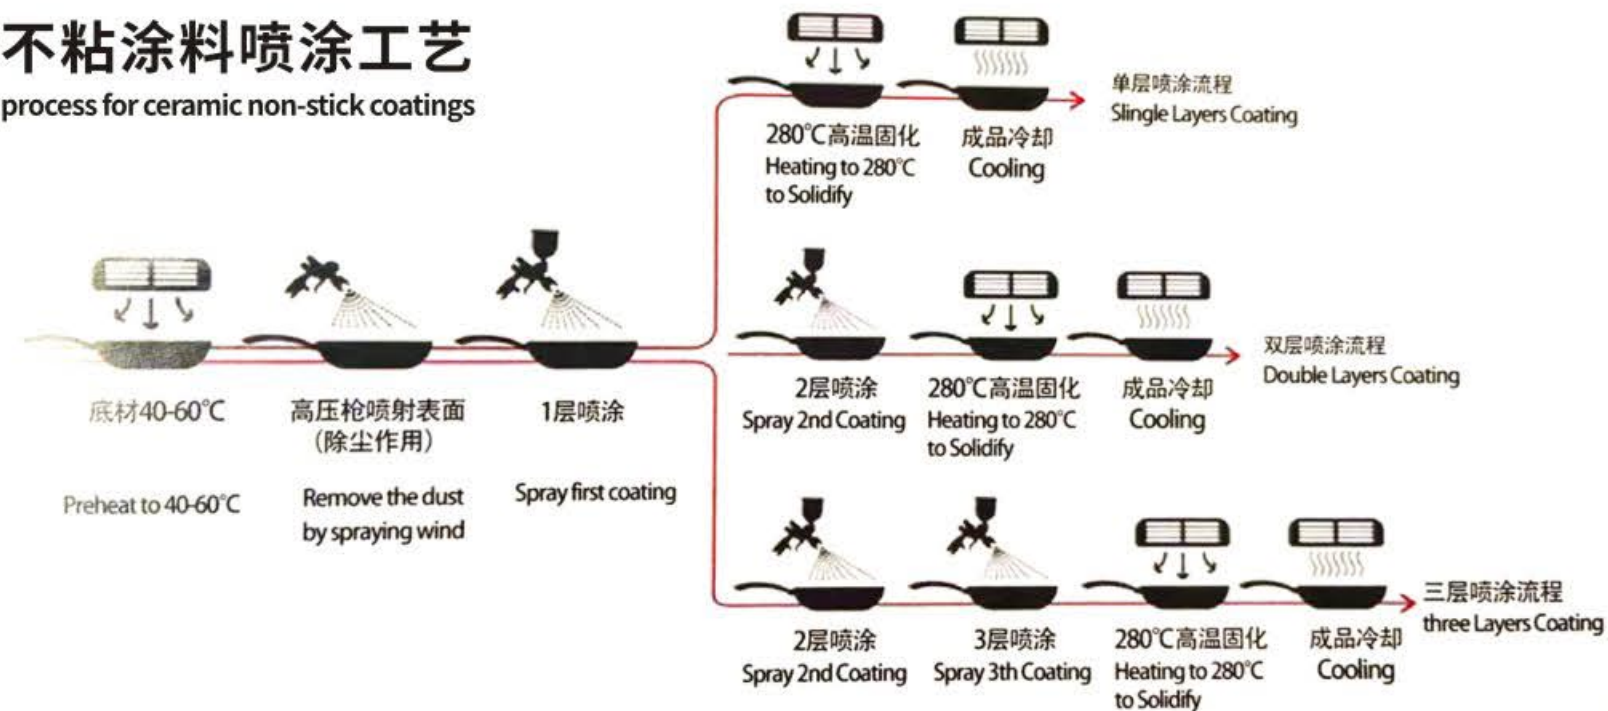 不粘涂料喷涂工艺
process for ceramic non-stick coatings
底材40-60℃
Preheat to 40-60℃
高压枪喷射表面
（除尘作用）
Remove the dust
by spraying wind
1层喷涂
Spray first coating
280℃高温固化
Heating to 280℃
to Solidify
成品冷却
Cooling
单层喷涂流程
Slingle Layers Coating
2层喷涂
Spray 2nd Coating
280℃高温固化
Heating to 280℃
to Solidify
成品冷却
Cooling
双层喷涂流程
Double Layers Coating
2层喷涂
Spray 2nd Coating
3层喷涂
Spray 3th Coating
280℃高温固化
Heating to 280℃
to Solidify
成品冷却
Cooling
三层喷涂流程
three Layers Coating